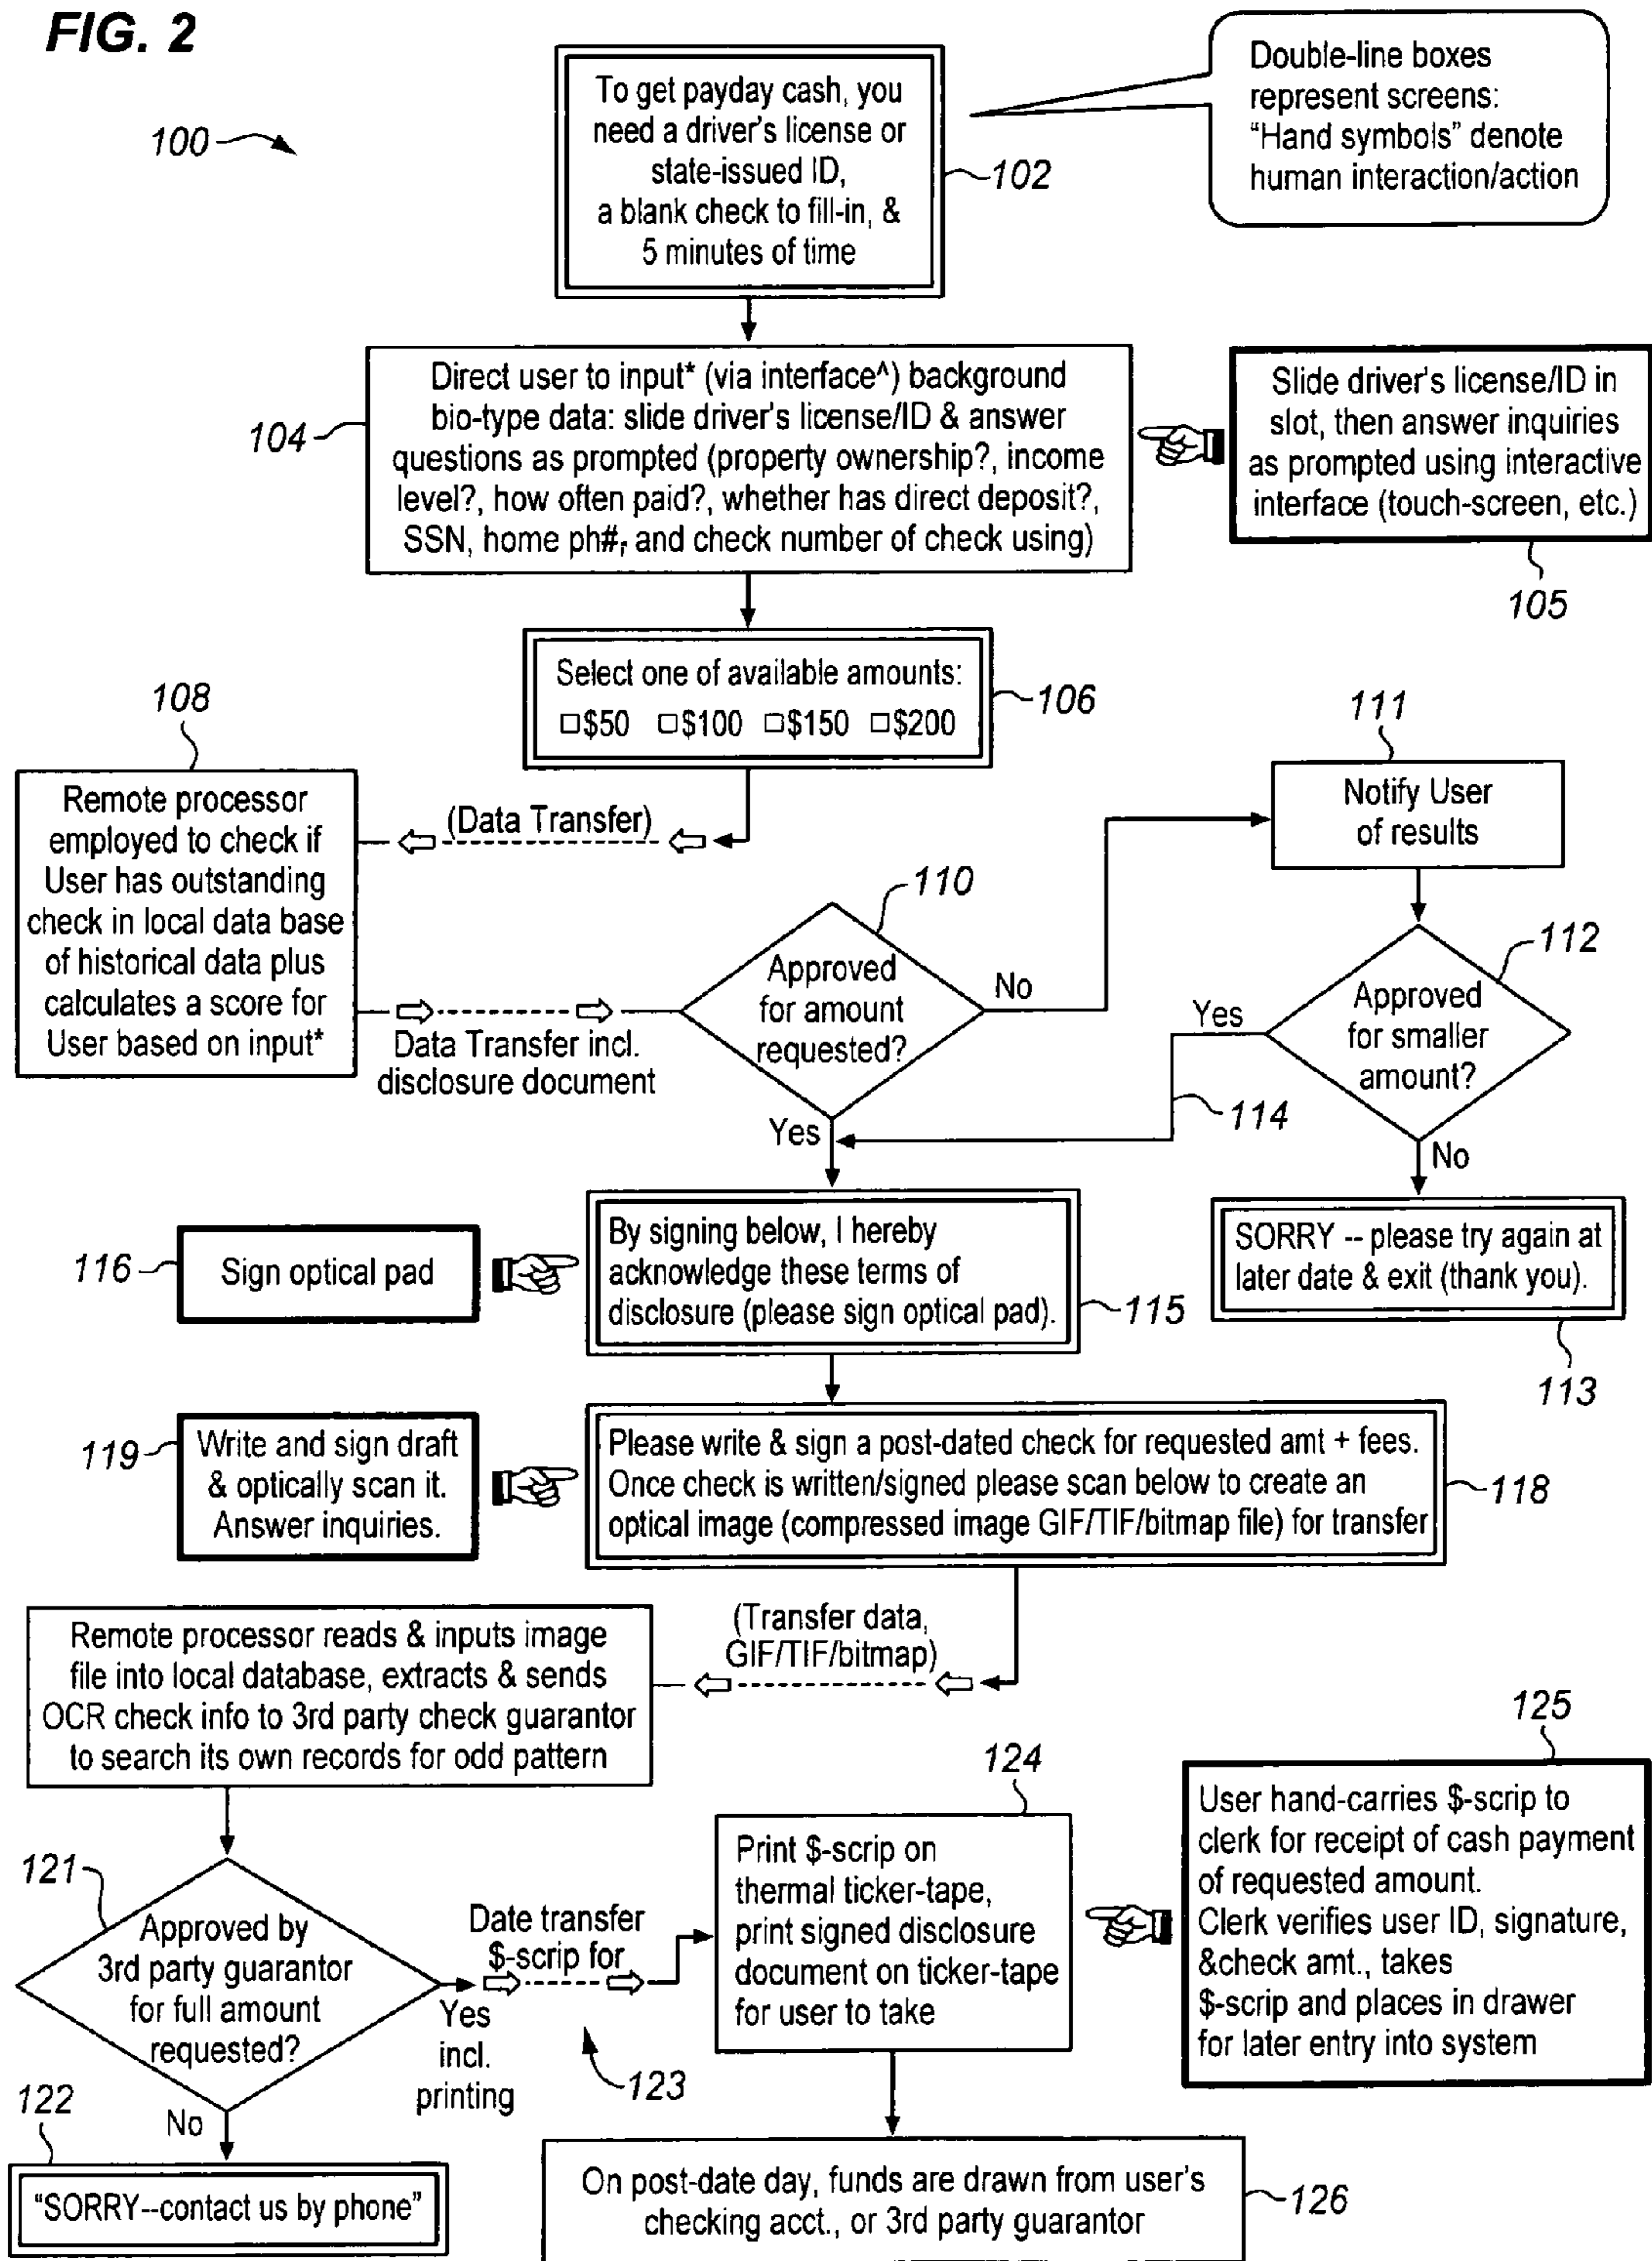 FIG. 2
100
To get payday cash, you
need a driver's license or
state-issued ID,
a blank check to fill-in, &
5 minutes of time
102
Double-line boxes
represent screens:
“Hand symbols” denote
human interaction/action
104
Direct user to input* (via interface^) background
bio-type data: slide driver's license/ID & answer
questions as prompted (property ownership?, income
level?, how often paid?, whether has direct deposit?,
SSN, home ph#, and check number of check using)
Slide driver's license/ID in
slot, then answer inquiries
as prompted using interactive
interface (touch-screen, etc.)
105
Select one of available amounts:
□$50 □$100 □$150 □$200
106
108
Remote processor
employed to check if
User has outstanding
check in local data base
of historical data plus
calculates a score for
User based on input*
(Data Transfer)
Data Transfer incl.
disclosure document
110
Approved
for amount
requested?
No
Yes
111
Notify User
of results
112
Approved
for smaller
amount?
Yes
114
No
SORRY -- please try again at
later date & exit (thank you).
113
116
Sign optical pad
By signing below, I hereby
acknowledge these terms of
disclosure (please sign optical pad).
115
119
Write and sign draft
& optically scan it.
Answer inquiries.
Please write & sign a post-dated check for requested amt + fees.
Once check is written/signed please scan below to create an
optical image (compressed image GIF/TIF/bitmap file) for transfer
118
(Transfer data,
GIF/TIF/bitmap)
Remote processor reads & inputs image
file into local database, extracts & sends
OCR check info to 3rd party check guarantor
to search its own records for odd pattern
121
Approved by
3rd party guarantor
for full amount
requested?
Yes
incl.
printing
Date transfer
$-scrip for
123
No
122
“SORRY--contact us by phone”
124
Print $-scrip on
thermal ticker-tape,
print signed disclosure
document on ticker-tape
for user to take
125
User hand-carries $-scrip to
clerk for receipt of cash payment
of requested amount.
Clerk verifies user ID, signature,
&check amt., takes
$-scrip and places in drawer
for later entry into system
On post-date day, funds are drawn from user's
checking acct., or 3rd party guarantor
126